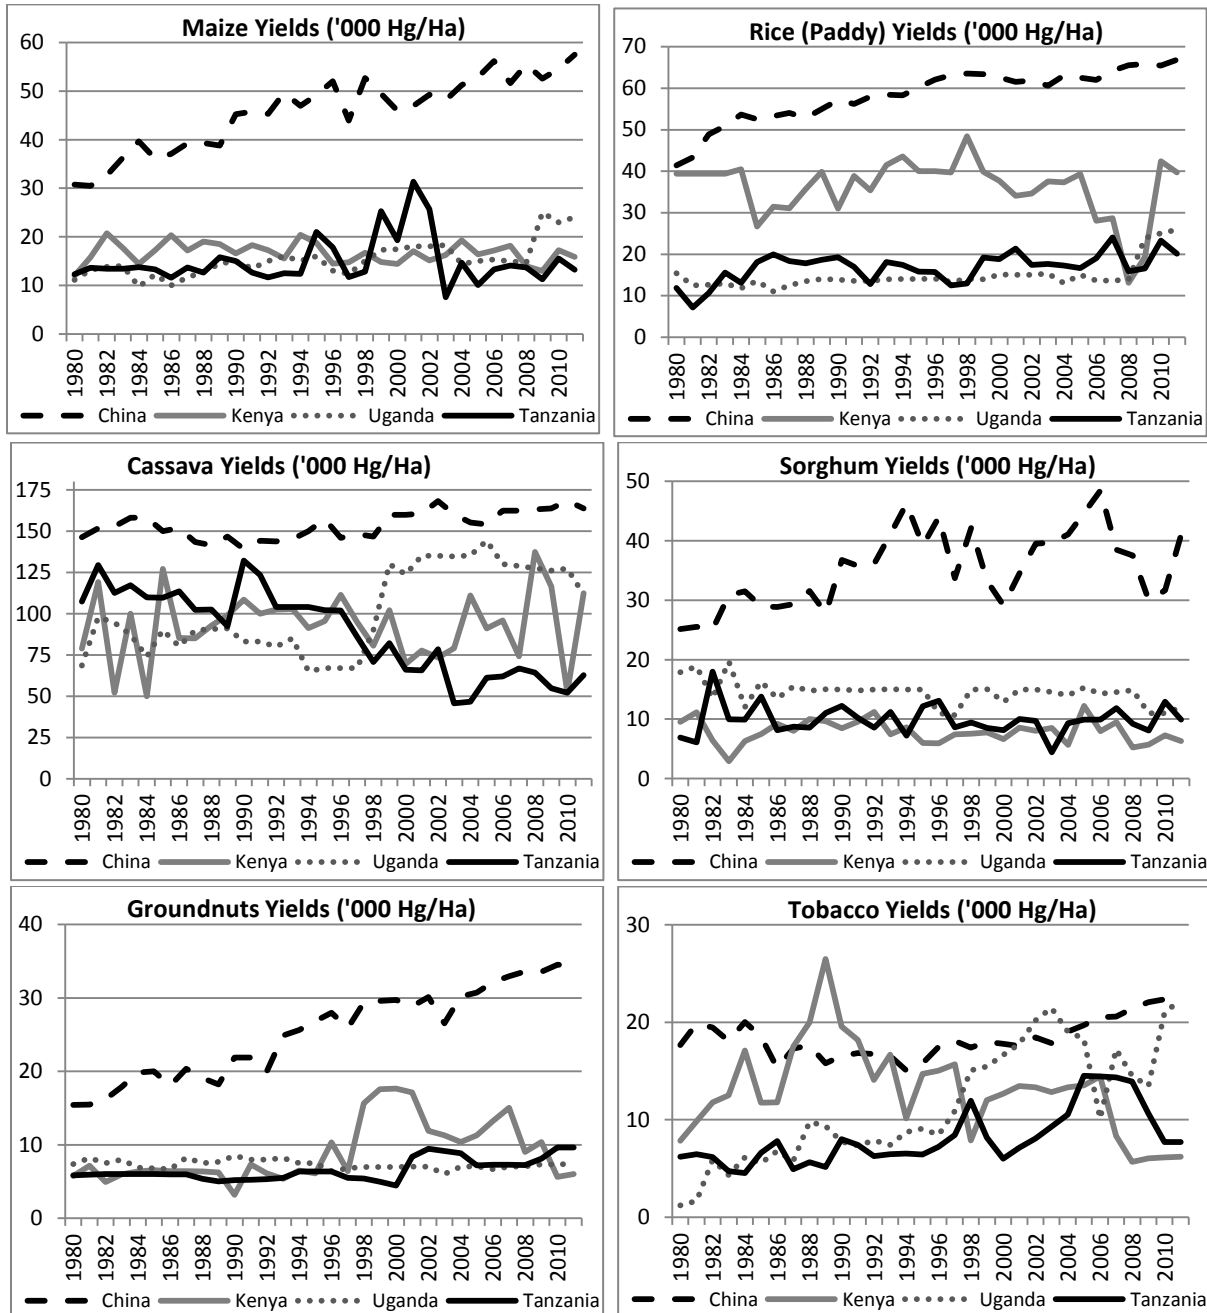 Maize Yields ('000 Hg/Ha)
60
50
40
30
20
10
0
1980 1982 1984 1986 1988 1990 1992 1994 1996 1998 2000 2002 2004 2006 2008 2010
China Kenya Uganda Tanzania
Rice (Paddy) Yields ('000 Hg/Ha)
70
60
50
40
30
20
10
0
1980 1982 1984 1986 1988 1990 1992 1994 1996 1998 2000 2002 2004 2006 2008 2010
China Kenya Uganda Tanzania
Cassava Yields ('000 Hg/Ha)
175
150
125
100
75
50
25
0
1980 1982 1984 1986 1988 1990 1992 1994 1996 1998 2000 2002 2004 2006 2008 2010
China Kenya Uganda Tanzania
Sorghum Yields ('000 Hg/Ha)
50
40
30
20
10
0
1980 1982 1984 1986 1988 1990 1992 1994 1996 1998 2000 2002 2004 2006 2008 2010
China Kenya Uganda Tanzania
Groundnuts Yields ('000 Hg/Ha)
40
30
20
10
0
1980 1982 1984 1986 1988 1990 1992 1994 1996 1998 2000 2002 2004 2006 2008 2010
China Kenya Uganda Tanzania
Tobacco Yields ('000 Hg/Ha)
30
20
10
0
1980 1982 1984 1986 1988 1990 1992 1994 1996 1998 2000 2002 2004 2006 2008 2010
China Kenya Uganda Tanzania